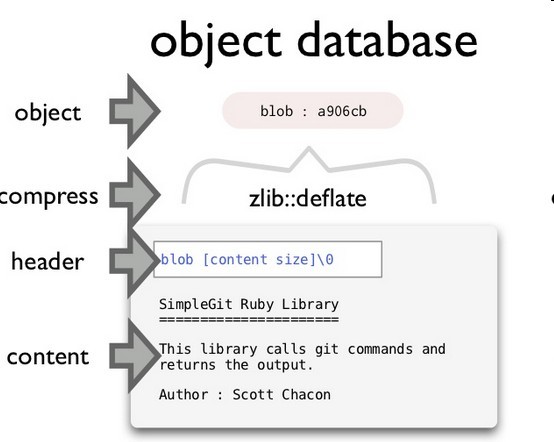 object database
object
blob : a906cb
compress
zlib::deflate
header
blob [content size]\0
SimpleGit Ruby Library
======================
content
This library calls git commands and
returns the output.
Author : Scott Chacon